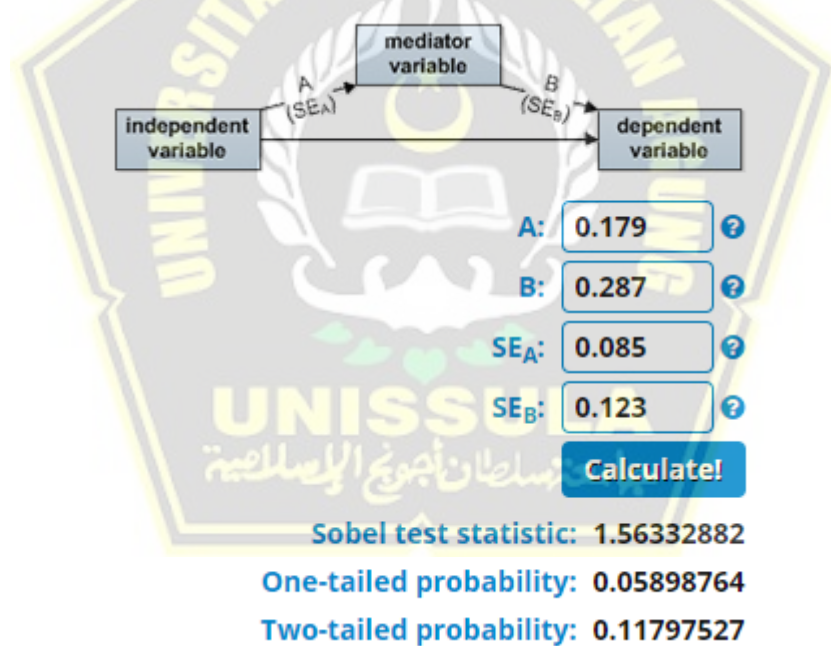 mediator
variable
A
(SEA)
B
(SEB)
independent
variable
dependent
variable
A: 0.179
B: 0.287
SEA: 0.085
SEB: 0.123
UNISSULA
Calculate!
Sobel test statistic: 1.56332882
One-tailed probability: 0.05898764
Two-tailed probability: 0.11797527